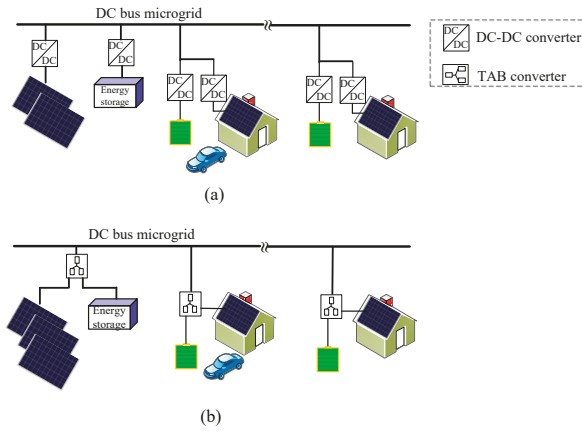 DC bus microgrid
DC
DC
DC
DC
Energy
storage
DC
DC
DC
DC
DC
DC
DC
DC
(a)
DC
DC
DC-DC converter
TAB converter
DC bus microgrid
Energy
storage
(b)